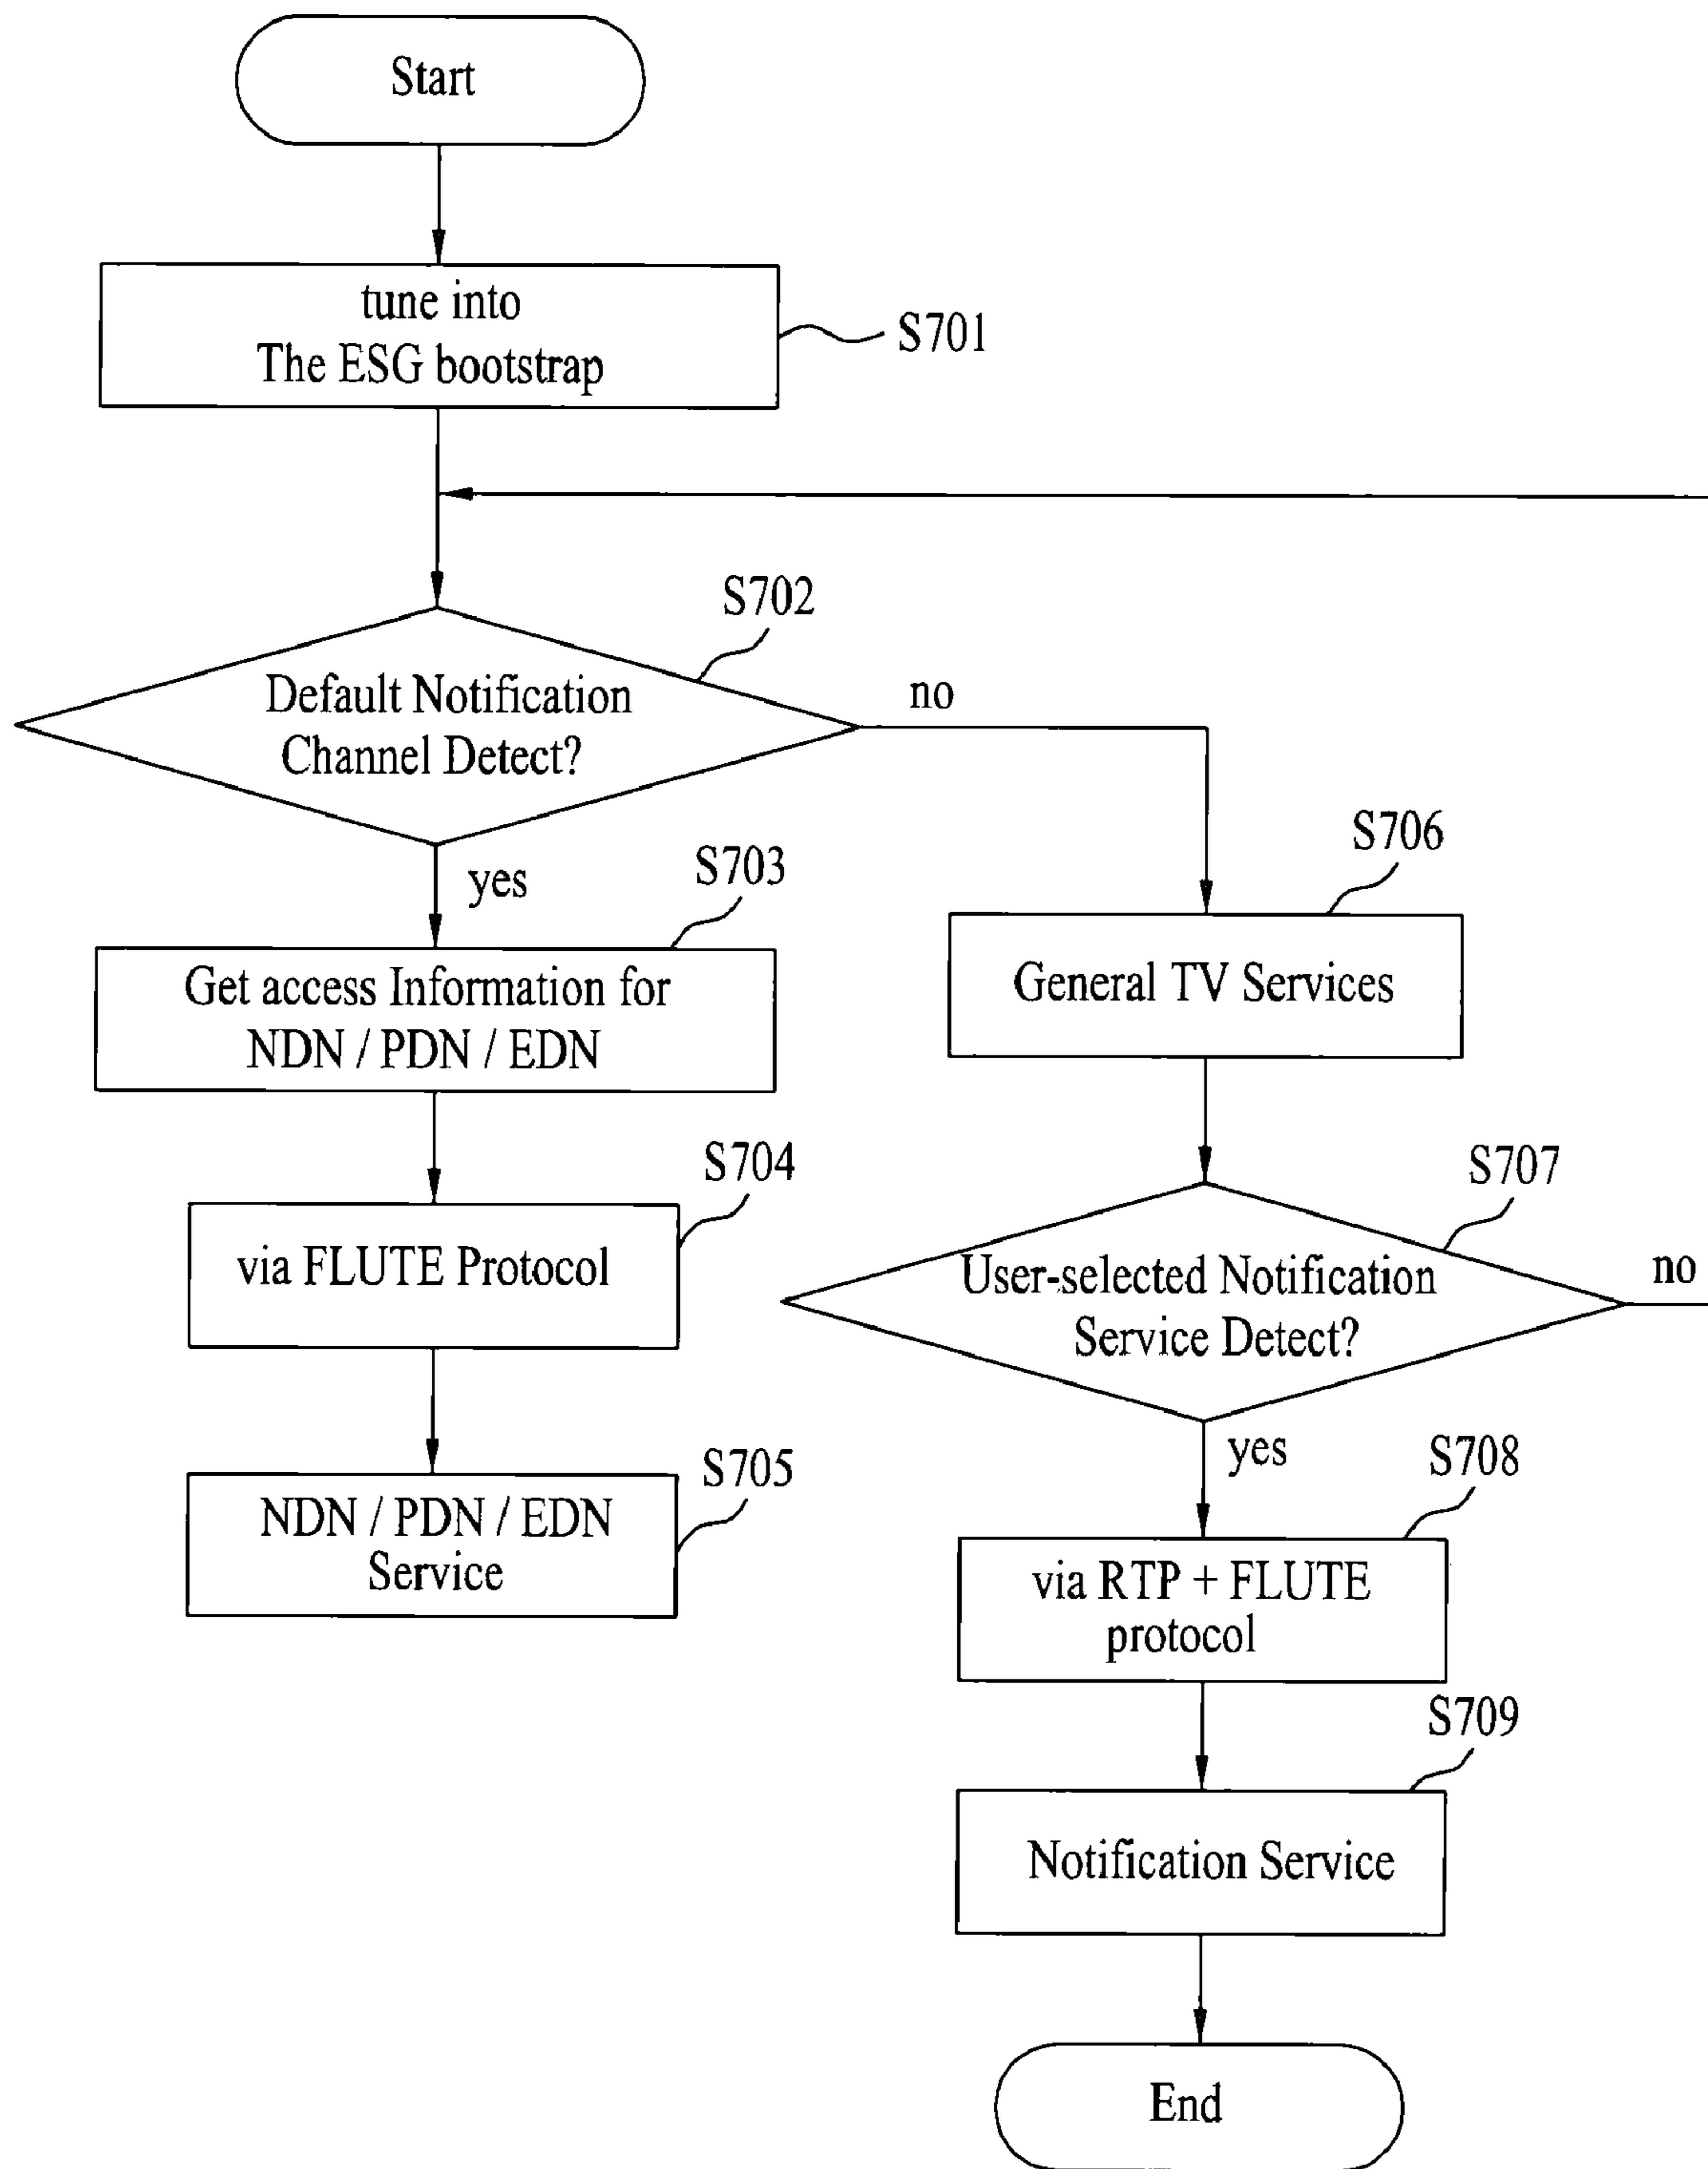 Start
tune into
The ESG bootstrap
S701
S702
Default Notification
Channel Detect?
no
yes
S703
Get access Information for
NDN / PDN / EDN
S704
via FLUTE Protocol
S705
NDN / PDN / EDN
Service
S706
General TV Services
S707
User-selected Notification
Service Detect?
no
yes
S708
via RTP + FLUTE
protocol
S709
Notification Service
End